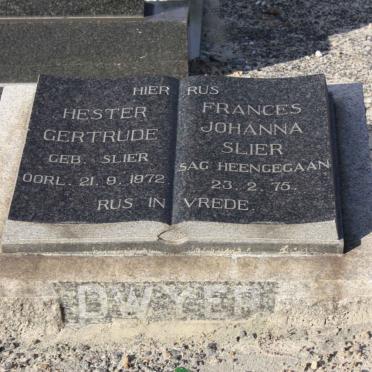 HIER RUS
HESTER
GERTRUDE
GEB. SLIER
OORL. 21. 9. 1972
FRANCES
JOHANNA
SLIER
SAG HEENGEGAAN
23. 2. 75.
RUS IN VREDE.
DWYER